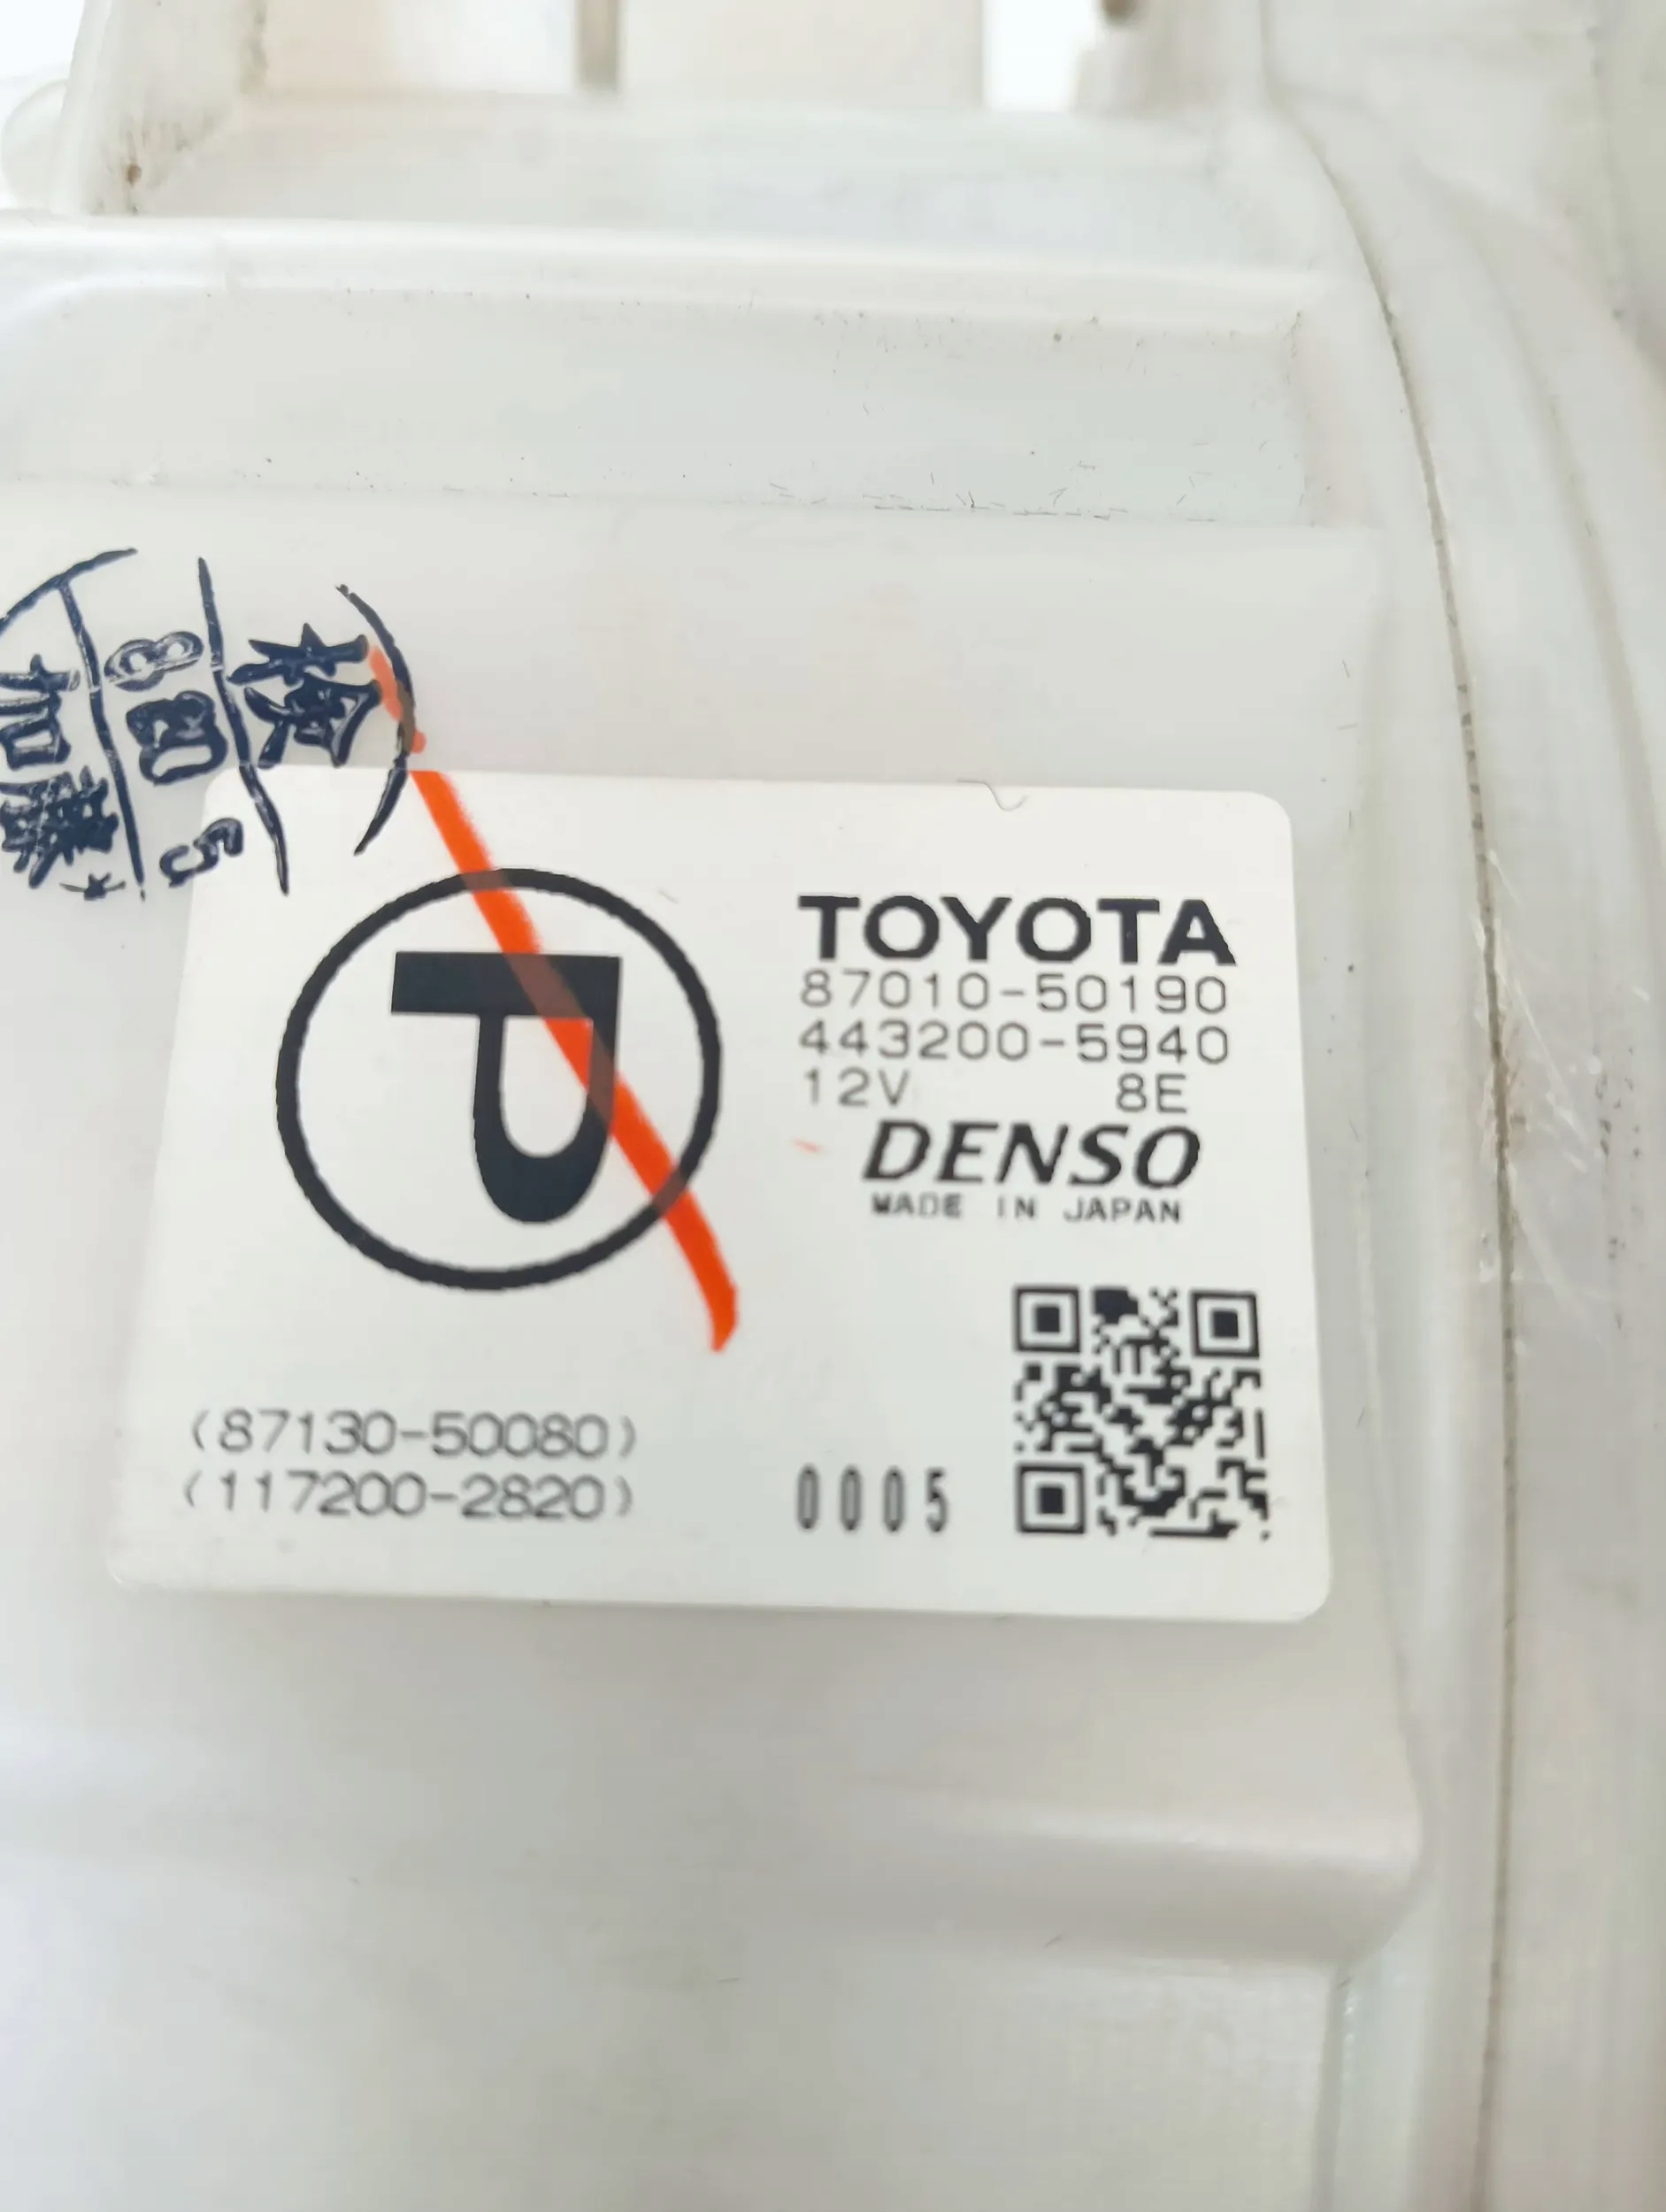 検
8 80 5
加藤
P
TOYOTA
87010-50190
443200-5940
12V 8E
DENSO
MADE IN JAPAN
(87130-50080)
(117200-2820)
0005